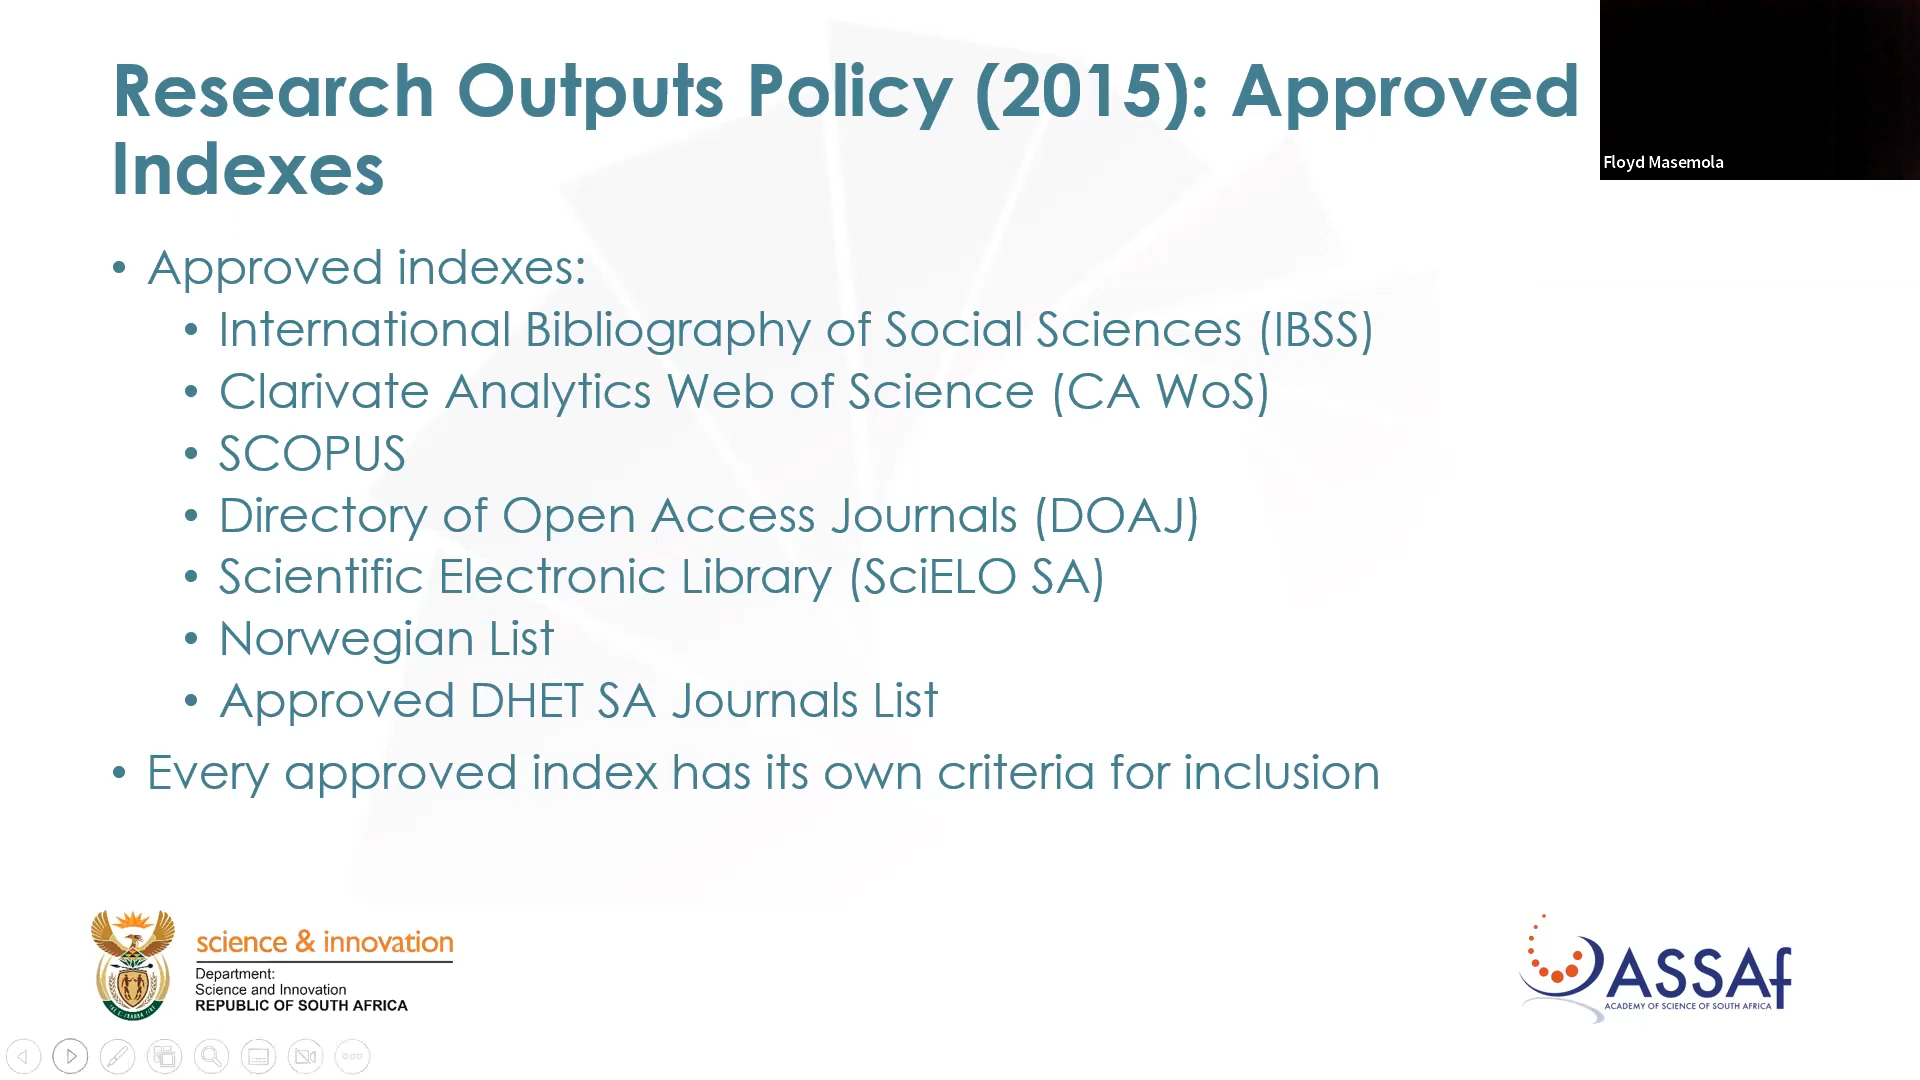 Research Outputs Policy (2015): Approved
Indexes
Floyd Masemola
• Approved indexes:
• International Bibliography of Social Sciences (IBSS)
• Clarivate Analytics Web of Science (CA WoS)
• SCOPUS
• Directory of Open Access Journals (DOAJ)
• Scientific Electronic Library (SciELO SA)
• Norwegian List
• Approved DHET SA Journals List
• Every approved index has its own criteria for inclusion
science & innovation
Department:
Science and Innovation
REPUBLIC OF SOUTH AFRICA
ASSAf
ACADEMY OF SCIENCE OF SOUTH AFRICA